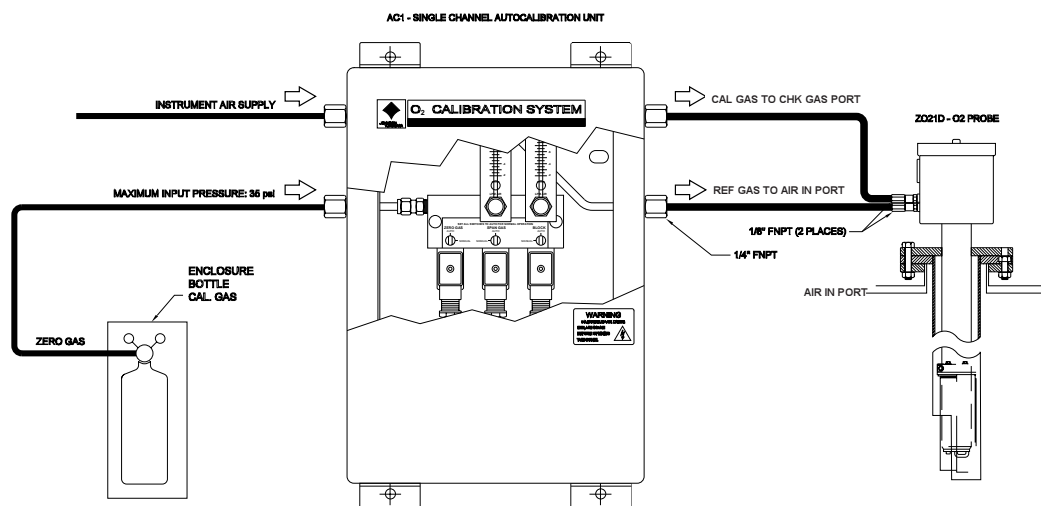 AC1 - SINGLE CHANNEL AUTOCALIBRATION UNIT
INSTRUMENT AIR SUPPLY
O2 CALIBRATION SYSTEM
CAL GAS TO CHK GAS PORT
ZO21D - O2 PROBE
MAXIMUM INPUT PRESSURE: 35 psi
REF GAS TO AIR IN PORT
ZERO GAS
SPAN GAS
BLOCK
1/8" FNPT (2 PLACES)
1/4" FNPT
ENCLOSURE
BOTTLE
CAL. GAS
AIR IN PORT
WARNING
ZERO GAS